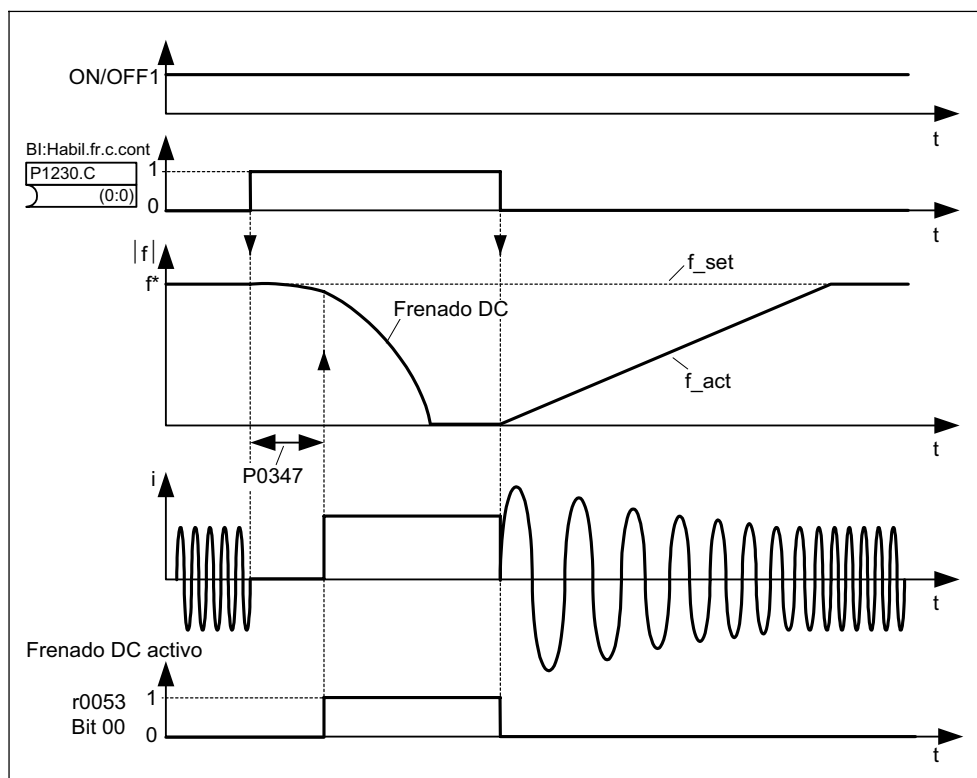 ON/OFF1
t
BI:Habil.fr.c.cont
P1230.C
(0:0)
1
0
t
|f|
f*
f_set
Frenado DC
f_act
t
P0347
i
t
Frenado DC activo
r0053
Bit 00
1
0
t